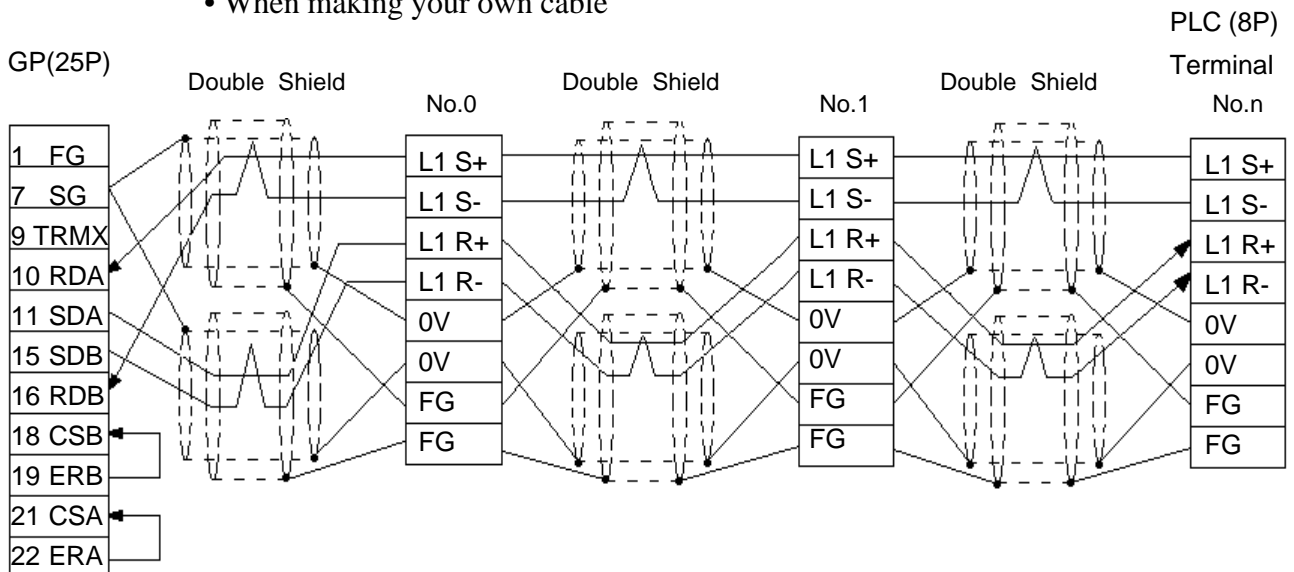 • When making your own cable
GP(25P)
PLC (8P)
Terminal
Double Shield
Double Shield
Double Shield
No.0
No.1
No.n
1 FG
7 SG
9 TRMX
10 RDA
11 SDA
15 SDB
16 RDB
18 CSB
19 ERB
21 CSA
22 ERA
L1 S+
L1 S-
L1 R+
L1 R-
0V
0V
FG
FG
L1 S+
L1 S-
L1 R+
L1 R-
0V
0V
FG
FG
L1 S+
L1 S-
L1 R+
L1 R-
0V
0V
FG
FG